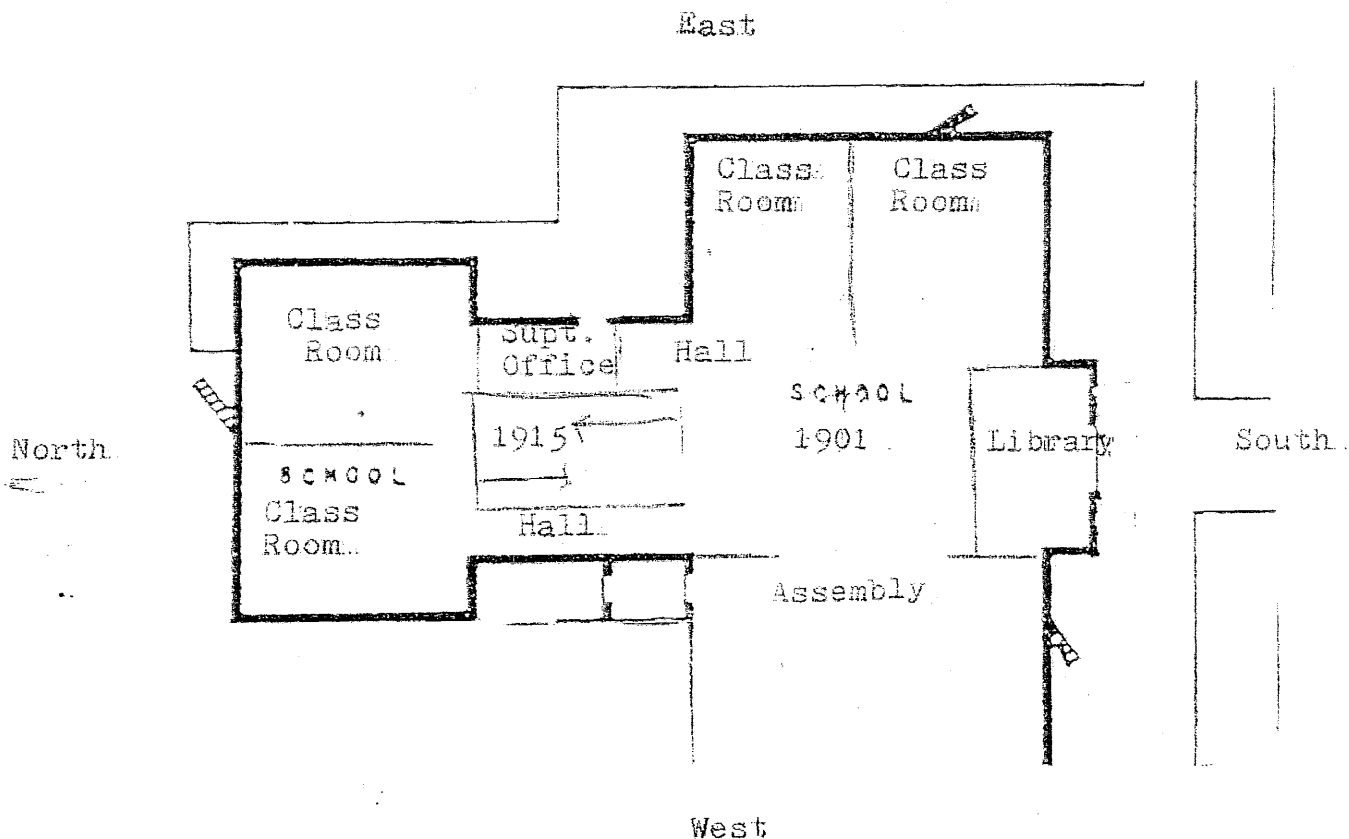 East
Class Room
Class Room
Class Room
Supt. Office
Hall
SCHOOL
1901
1915
Library
North
South
SCHOOL
Class Room
Hall
Assembly
West